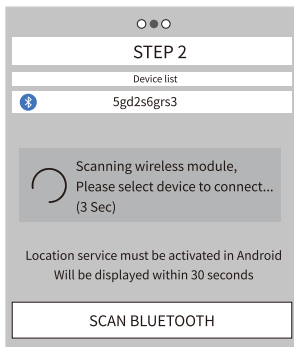 STEP 2
Device list
5gd2s6grs3
Scanning wireless module,
Please select device to connect...
(3 Sec)
Location service must be activated in Android
Will be displayed within 30 seconds
SCAN BLUETOOTH